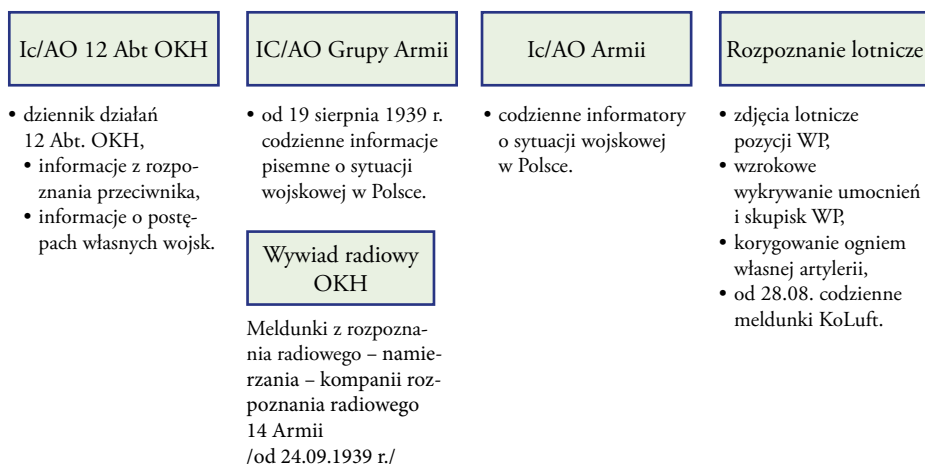 Ic/AO 12 Abt OKH
• dziennik działań
12 Abt. OKH,
• informacje z rozpo-
znania przeciwnika,
• informacje o postę-
pach własnych wojsk.
IC/AO Grupy Armii
• od 19 sierpnia 1939 r.
codzienne informacje
pisemne o sytuacji
wojskowej w Polsce.
Wywiad radiowy
OKH
Meldunki z rozpozna-
nia radiowego – namie-
rzania – kompanii roz-
poznania radiowego
14 Armii
/od 24.09.1939 r./
Ic/AO Armii
• codzienne informatory
o sytuacji wojskowej
w Polsce.
Rozpoznanie lotnicze
• zdjęcia lotnicze
pozycji WP,
• wzrokowe
wykrywanie umocnień
i skupisk WP,
• korygowanie ogniem
własnej artylerii,
• od 28.08. codzienne
meldunki KoLuft.